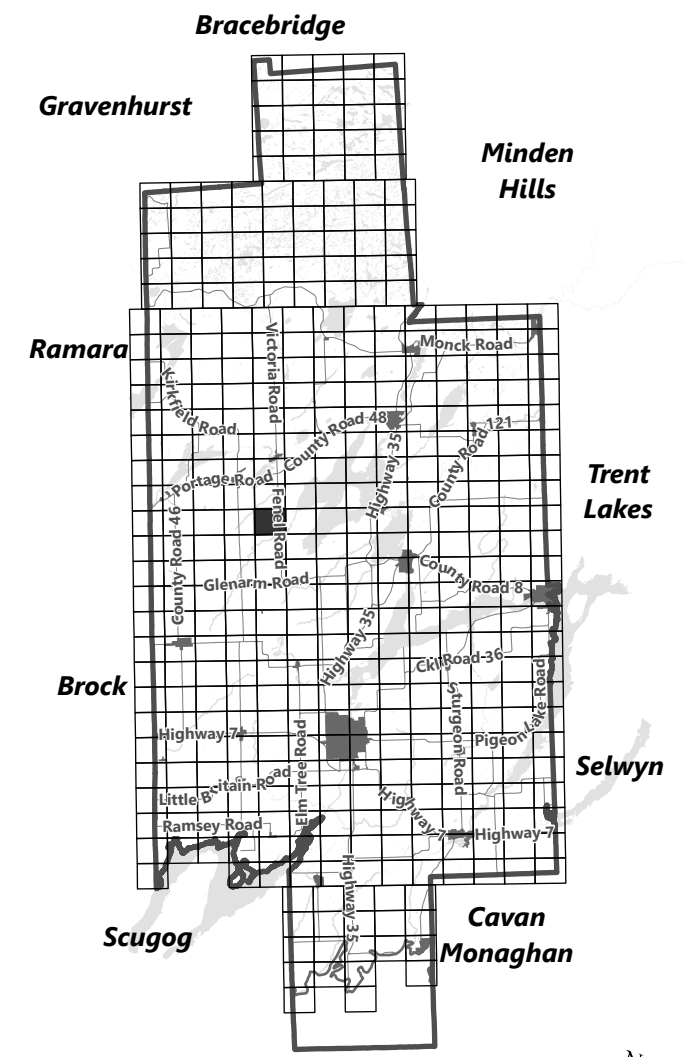 Bracebridge
Gravenhurst
Minden
Hills
Ramara
Victoria Road
Monck Road
Kirkfield Road
County Road 48
Highway 35
County Road 121
Portage Road
Trent
Lakes
Fenel Road
County Road 46
County Road 8
Glenarm Road
Highway 35
Ckl Road 36
Brock
Sturgeon Road
Pigeon Lake Road
Highway 7
Elm Tree Road
Selwyn
Little Britain Road
Highway 7
Ramsey Road
Highway 7
Highway 35
Scugog
Cavan
Monaghan
N